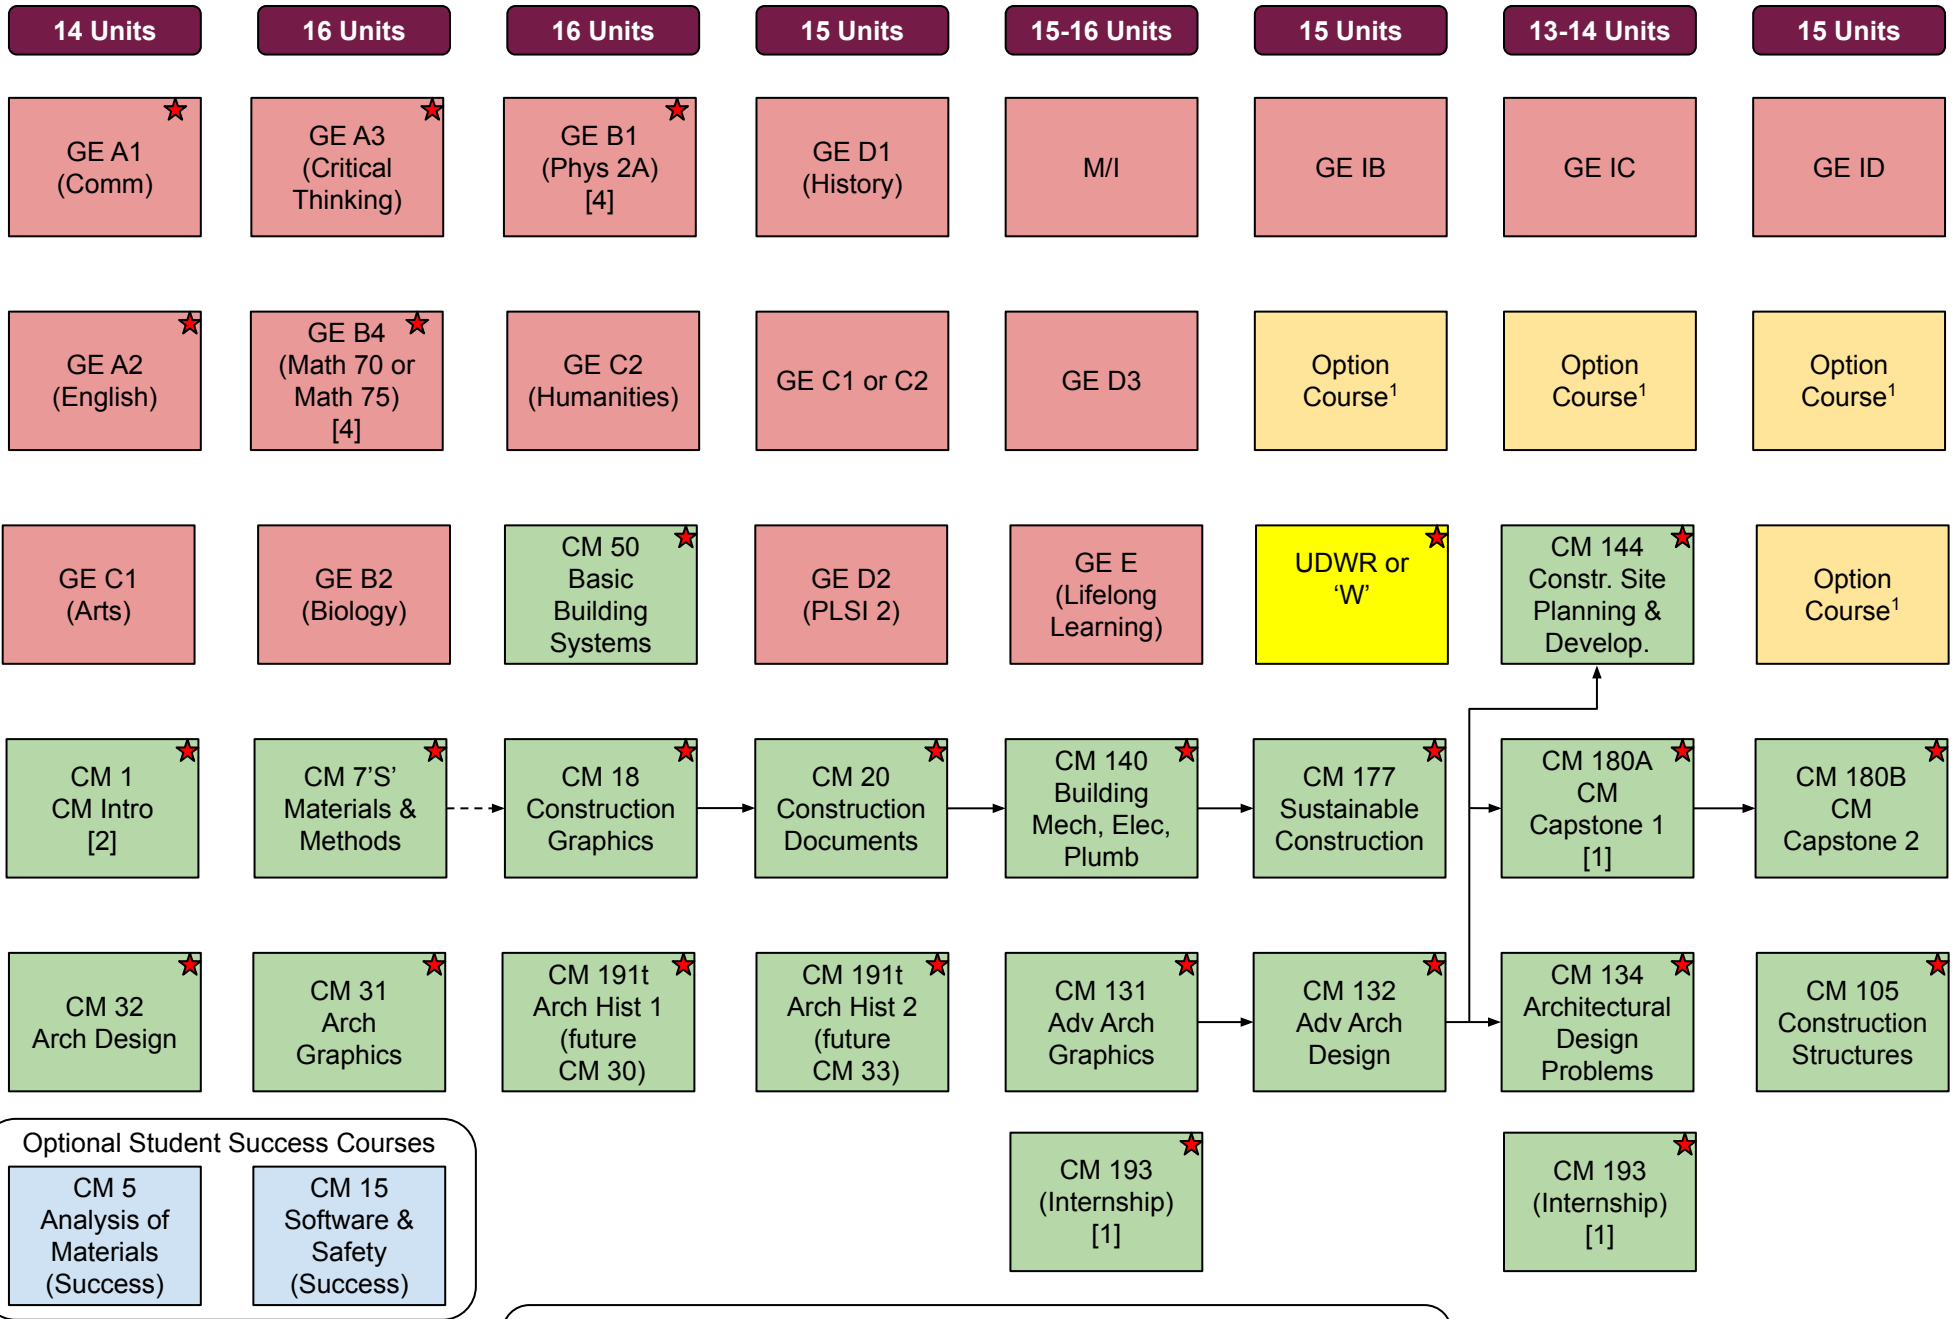 14 Units
16 Units
16 Units
15 Units
15-16 Units
15 Units
13-14 Units
15 Units
GE A1
(Comm)
GE A3
(Critical
Thinking)
GE B1
(Phys 2A)
[4]
GE D1
(History)
M/I
GE IB
GE IC
GE ID
GE A2
(English)
GE B4
(Math 70 or
Math 75)
[4]
GE C2
(Humanities)
GE C1 or C2
GE D3
Option
Course¹
Option
Course¹
Option
Course¹
GE C1
(Arts)
GE B2
(Biology)
CM 50
Basic
Building
Systems
GE D2
(PLSI 2)
GE E
(Lifelong
Learning)
UDWR or
‘W’
CM 144
Constr. Site
Planning &
Develop.
Option
Course¹
CM 1
CM Intro
[2]
CM 7’S’
Materials &
Methods
CM 18
Construction
Graphics
CM 20
Construction
Documents
CM 140
Building
Mech, Elec,
Plumb
CM 177
Sustainable
Construction
CM 180A
CM
Capstone 1
[1]
CM 180B
CM
Capstone 2
CM 32
Arch Design
CM 31
Arch
Graphics
CM 191t
Arch Hist 1
(future
CM 30)
CM 191t
Arch Hist 2
(future
CM 33)
CM 131
Adv Arch
Graphics
CM 132
Adv Arch
Design
CM 134
Architectural
Design
Problems
CM 105
Construction
Structures
Optional Student Success Courses
CM 5
Analysis of
Materials
(Success)
CM 15
Software &
Safety
(Success)
CM 193
(Internship)
[1]
CM 193
(Internship)
[1]